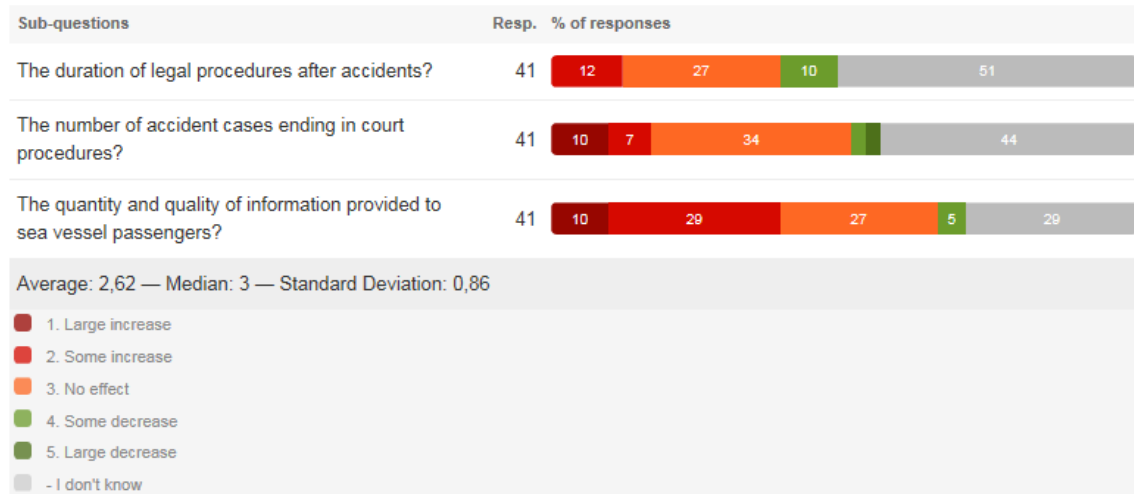 Sub-questions Resp. % of responses
The duration of legal procedures after accidents? 41 12 27 10 51
The number of accident cases ending in court
procedures? 41 10 7 34 44
The quantity and quality of information provided to
sea vessel passengers? 41 10 29 27 5 29
Average: 2,62 — Median: 3 — Standard Deviation: 0,86
1. Large increase
2. Some increase
3. No effect
4. Some decrease
5. Large decrease
- I don't know